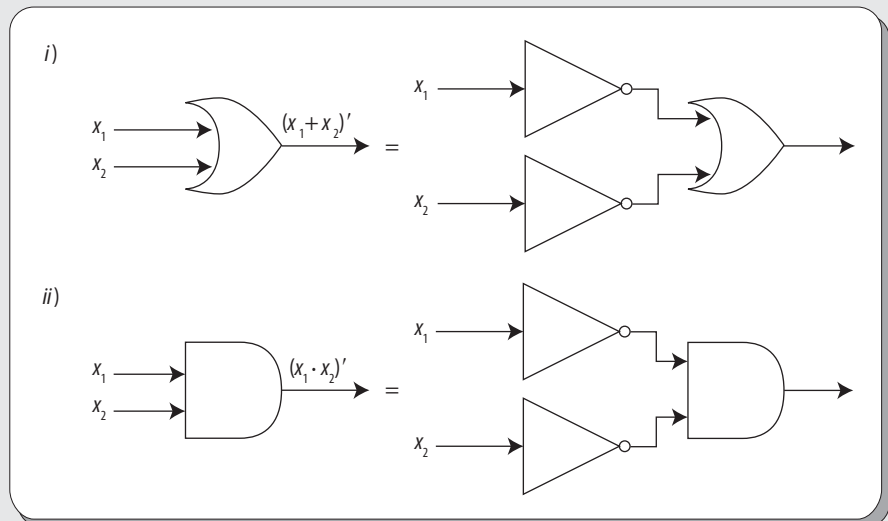 i)
x₁
x₂
(x₁+x₂)′
=
x₁
x₂
ii)
x₁
x₂
(x₁·x₂)′
=
x₁
x₂